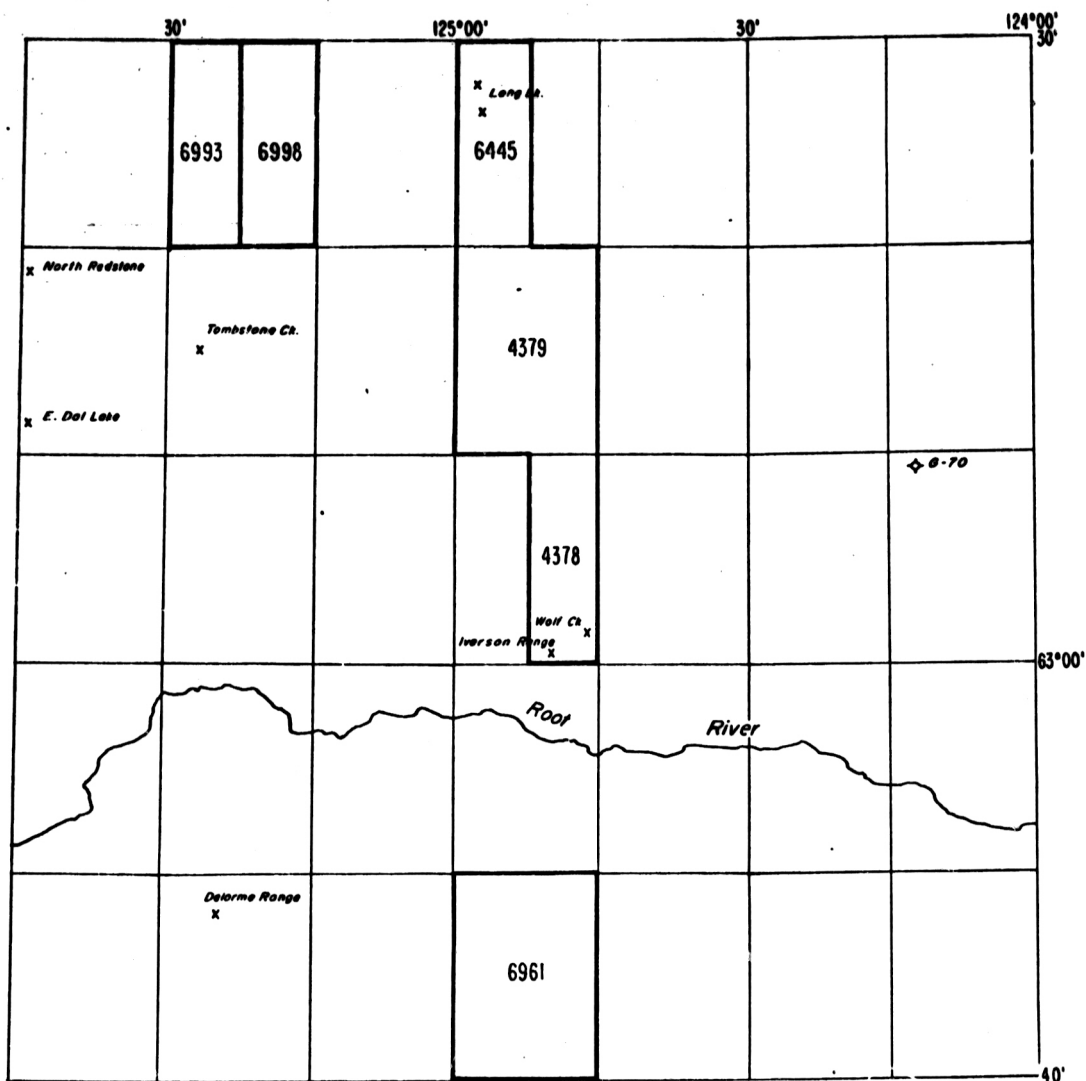 30'
125°00'
30'
124°00'
30'
Long Lk.
6993
6998
6445
North Redstone
Tombstone Ck.
4379
E. Dal Lake
G-70
4378
Wolf Ck
Iverson Range
63°00'
Root River
Delorme Range
6961
40'